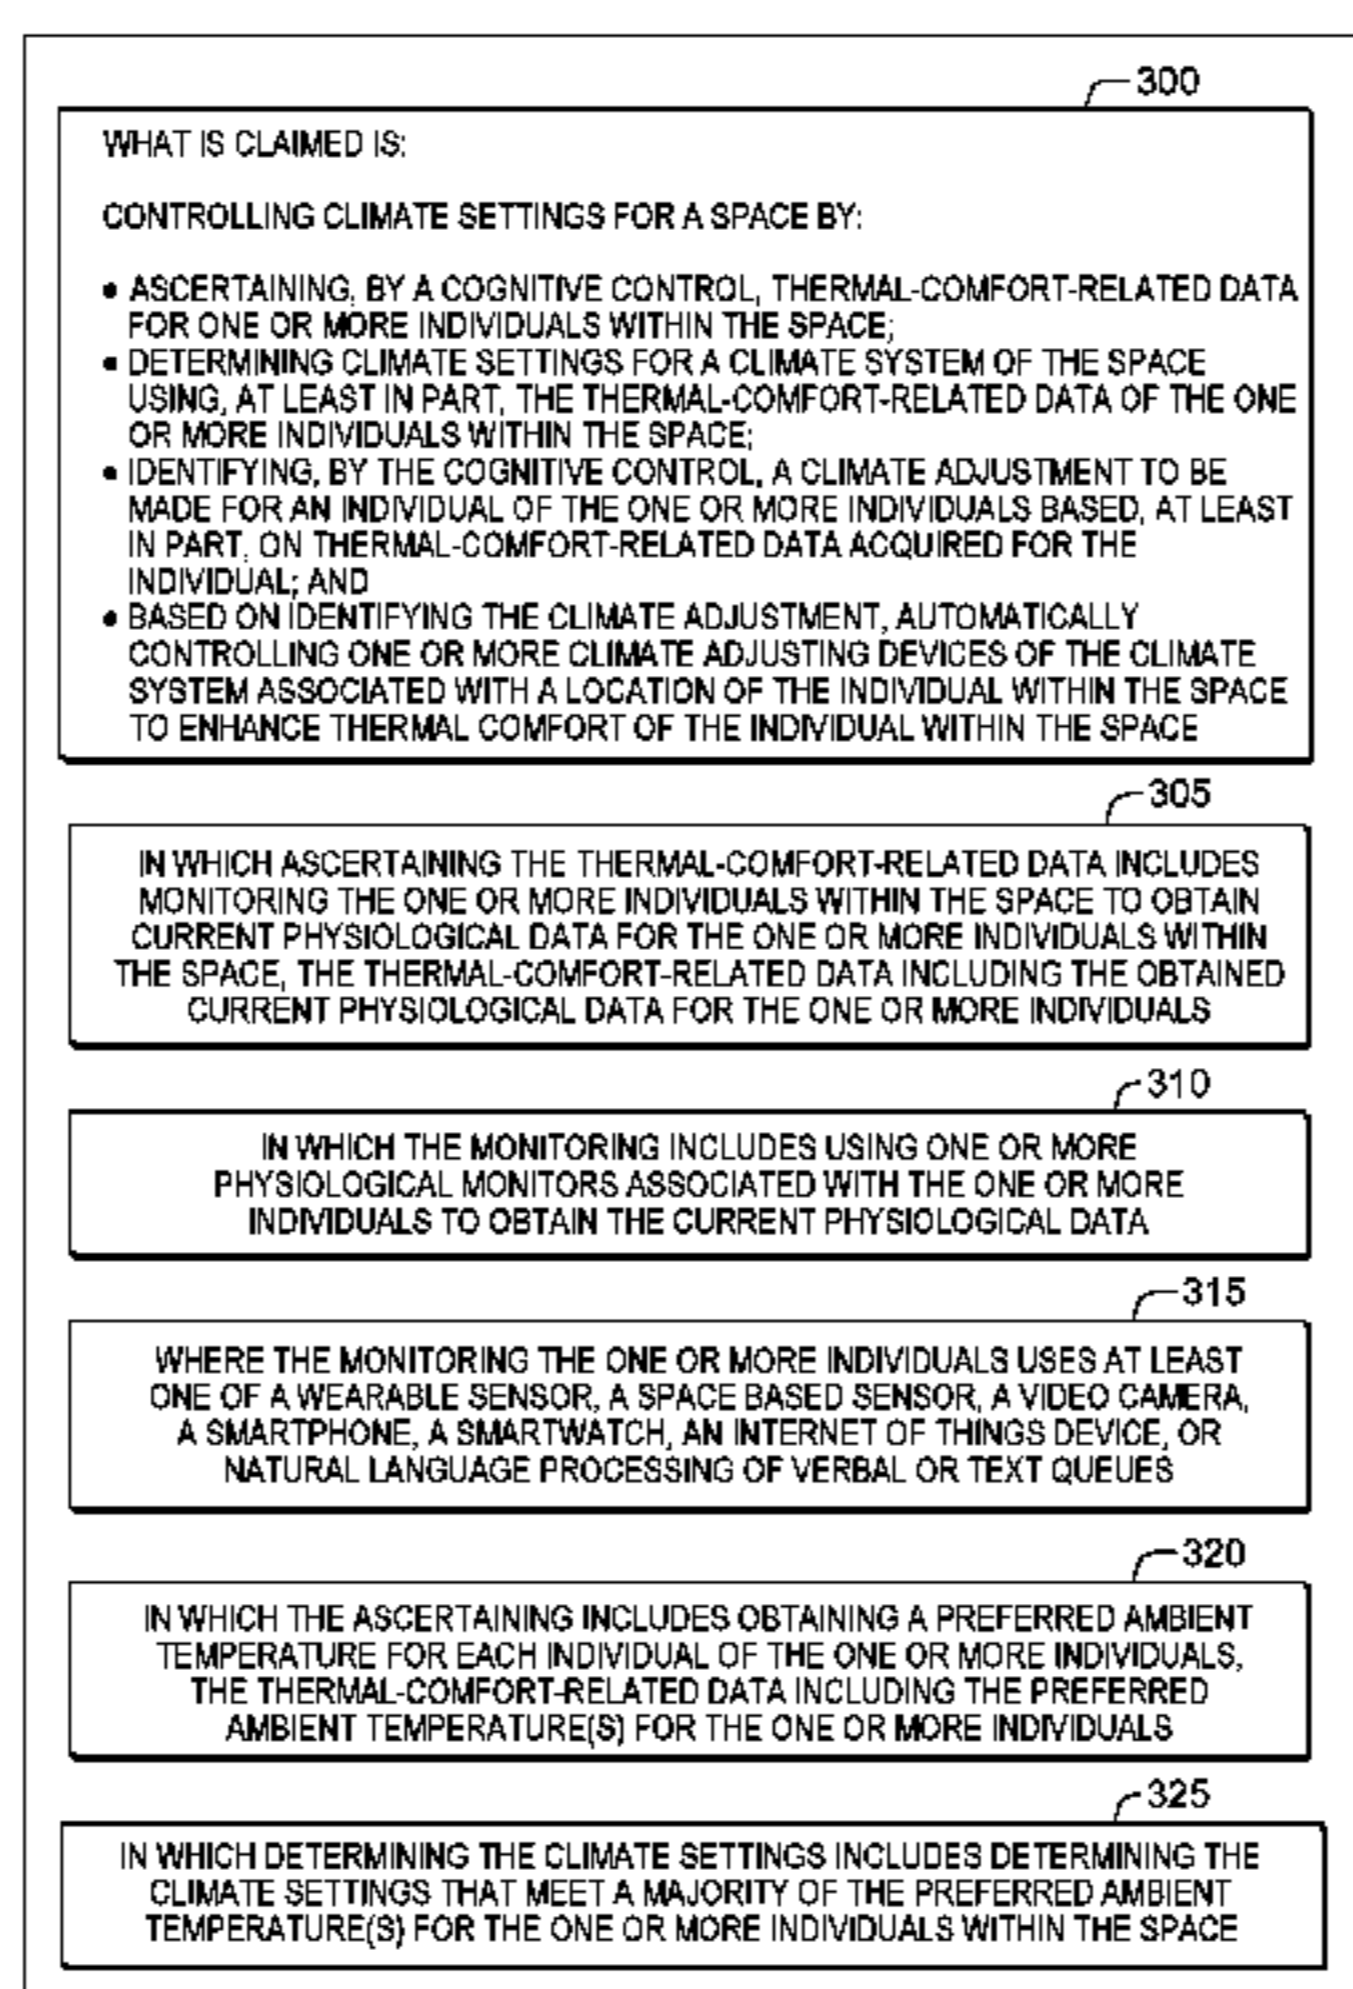 300
WHAT IS CLAIMED IS:
CONTROLLING CLIMATE SETTINGS FOR A SPACE BY:
• ASCERTAINING, BY A COGNITIVE CONTROL, THERMAL-COMFORT-RELATED DATA
FOR ONE OR MORE INDIVIDUALS WITHIN THE SPACE;
• DETERMINING CLIMATE SETTINGS FOR A CLIMATE SYSTEM OF THE SPACE
USING, AT LEAST IN PART, THE THERMAL-COMFORT-RELATED DATA OF THE ONE
OR MORE INDIVIDUALS WITHIN THE SPACE;
• IDENTIFYING, BY THE COGNITIVE CONTROL, A CLIMATE ADJUSTMENT TO BE
MADE FOR AN INDIVIDUAL OF THE ONE OR MORE INDIVIDUALS BASED, AT LEAST
IN PART, ON THERMAL-COMFORT-RELATED DATA ACQUIRED FOR THE
INDIVIDUAL; AND
• BASED ON IDENTIFYING THE CLIMATE ADJUSTMENT, AUTOMATICALLY
CONTROLLING ONE OR MORE CLIMATE ADJUSTING DEVICES OF THE CLIMATE
SYSTEM ASSOCIATED WITH A LOCATION OF THE INDIVIDUAL WITHIN THE SPACE
TO ENHANCE THERMAL COMFORT OF THE INDIVIDUAL WITHIN THE SPACE
305
IN WHICH ASCERTAINING THE THERMAL-COMFORT-RELATED DATA INCLUDES
MONITORING THE ONE OR MORE INDIVIDUALS WITHIN THE SPACE TO OBTAIN
CURRENT PHYSIOLOGICAL DATA FOR THE ONE OR MORE INDIVIDUALS WITHIN
THE SPACE, THE THERMAL-COMFORT-RELATED DATA INCLUDING THE OBTAINED
CURRENT PHYSIOLOGICAL DATA FOR THE ONE OR MORE INDIVIDUALS
310
IN WHICH THE MONITORING INCLUDES USING ONE OR MORE
PHYSIOLOGICAL MONITORS ASSOCIATED WITH THE ONE OR MORE
INDIVIDUALS TO OBTAIN THE CURRENT PHYSIOLOGICAL DATA
315
WHERE THE MONITORING THE ONE OR MORE INDIVIDUALS USES AT LEAST
ONE OF A WEARABLE SENSOR, A SPACE BASED SENSOR, A VIDEO CAMERA,
A SMARTPHONE, A SMARTWATCH, AN INTERNET OF THINGS DEVICE, OR
NATURAL LANGUAGE PROCESSING OF VERBAL OR TEXT QUEUES
320
IN WHICH THE ASCERTAINING INCLUDES OBTAINING A PREFERRED AMBIENT
TEMPERATURE FOR EACH INDIVIDUAL OF THE ONE OR MORE INDIVIDUALS,
THE THERMAL-COMFORT-RELATED DATA INCLUDING THE PREFERRED
AMBIENT TEMPERATURE(S) FOR THE ONE OR MORE INDIVIDUALS
325
IN WHICH DETERMINING THE CLIMATE SETTINGS INCLUDES DETERMINING THE
CLIMATE SETTINGS THAT MEET A MAJORITY OF THE PREFERRED AMBIENT
TEMPERATURE(S) FOR THE ONE OR MORE INDIVIDUALS WITHIN THE SPACE